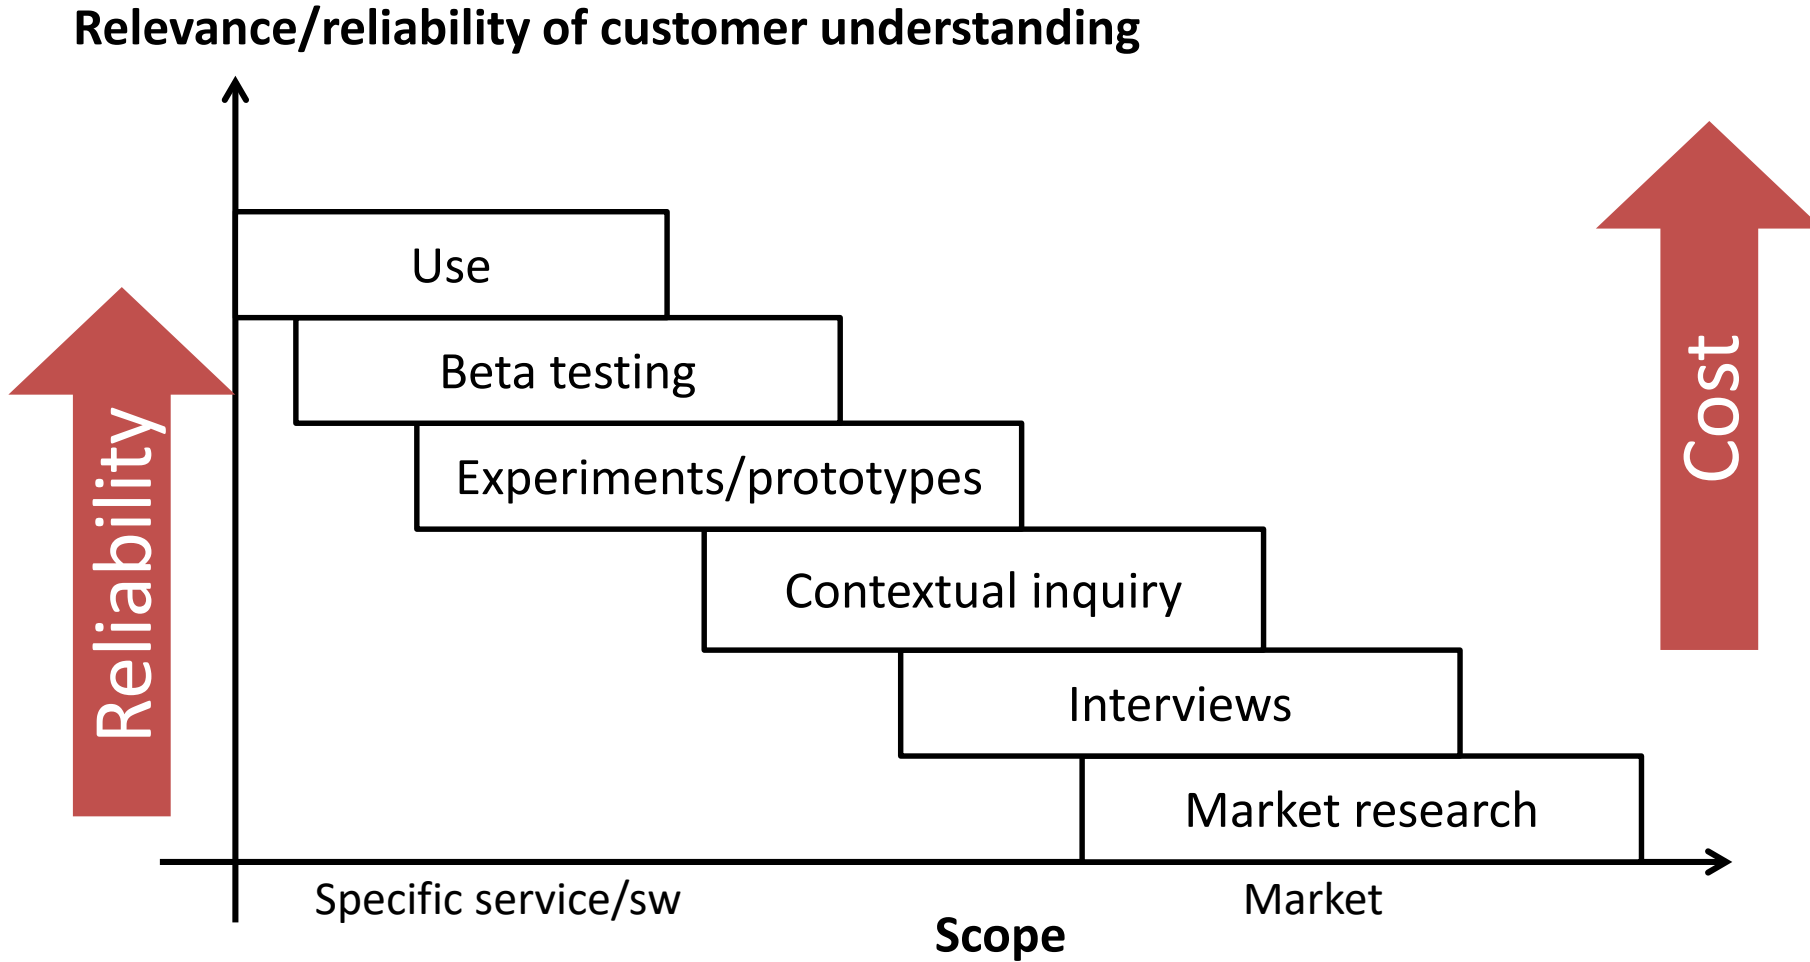 Relevance/reliability of customer understanding
Use
Beta testing
Experiments/prototypes
Contextual inquiry
Interviews
Market research
Reliability
Cost
Specific service/sw
Market
Scope